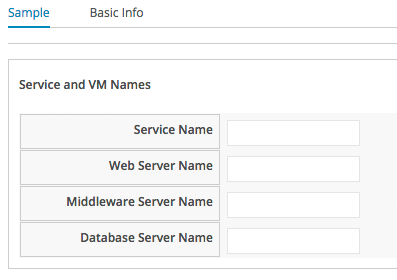 Sample Basic Info
Service and VM Names
Service Name
Web Server Name
Middleware Server Name
Database Server Name